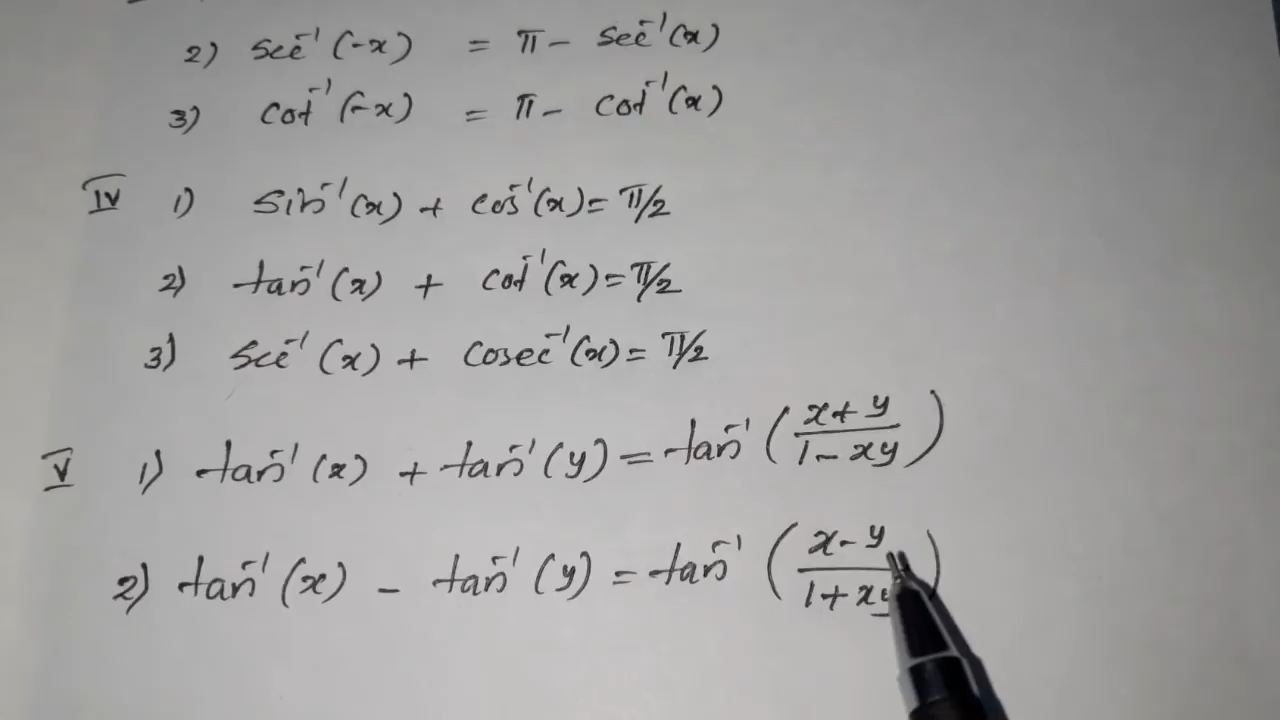 2) sec⁻¹(-x) = π - sec⁻¹(x)
3) cot⁻¹(-x) = π - cot⁻¹(x)
IV 1) sin⁻¹(x) + cos⁻¹(x) = π/2
2) tan⁻¹(x) + cot⁻¹(x) = π/2
3) sec⁻¹(x) + cosec⁻¹(x) = π/2
V 1) tan⁻¹(x) + tan⁻¹(y) = tan⁻¹((x+y)/(1-xy))
2) tan⁻¹(x) - tan⁻¹(y) = tan⁻¹((x-y)/(1+xy))